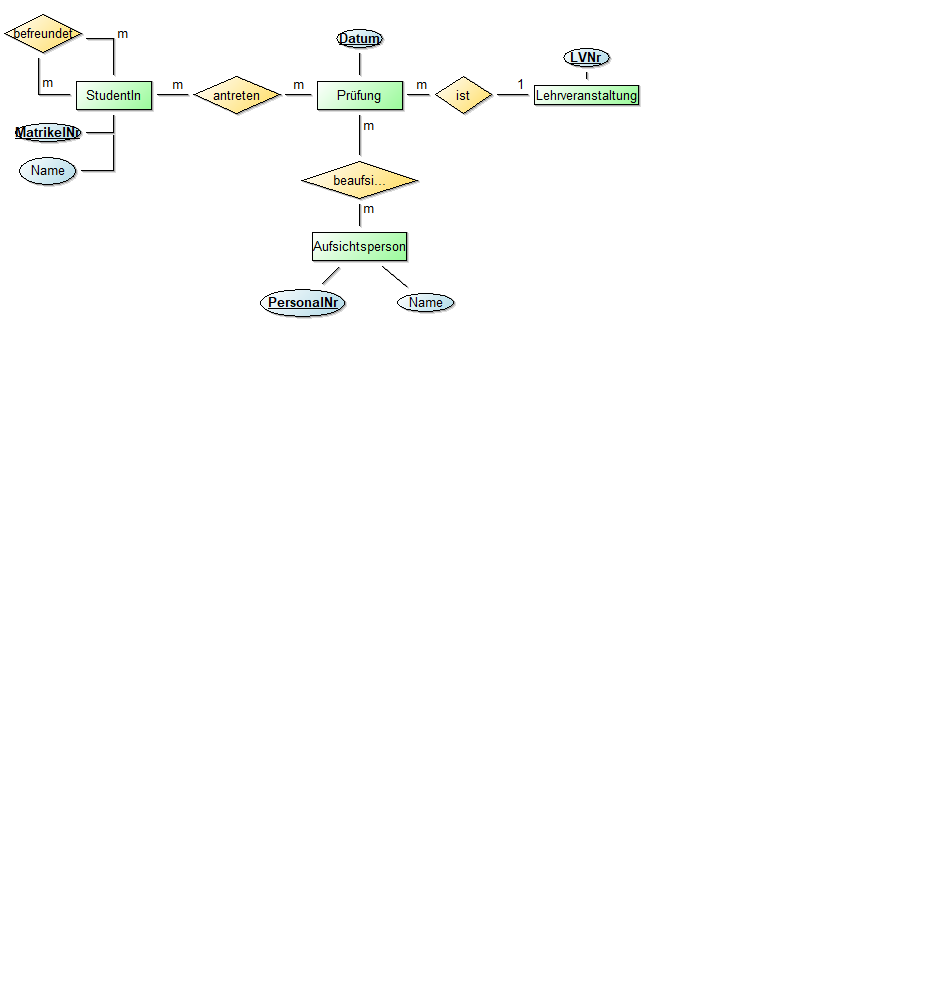 befreundet
m
m
Datum
LVNr
StudentIn
m
antreten
m
Prüfung
m
ist
1
Lehrveranstaltung
MatrikelNr
m
Name
beaufsi...
m
Aufsichtsperson
PersonalNr
Name